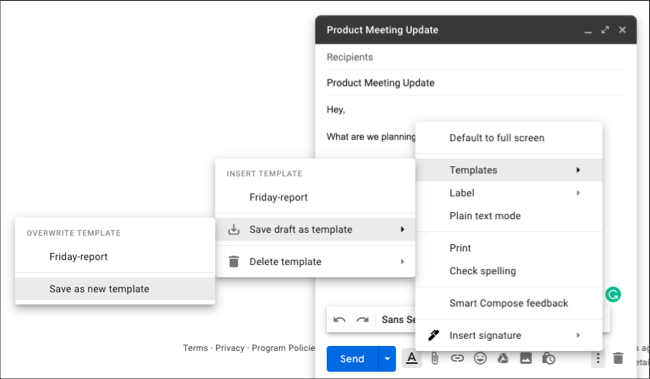 Product Meeting Update
Recipients
Product Meeting Update
Hey,
What are we planning
Default to full screen
Templates
Label
Plain text mode
Print
Check spelling
Smart Compose feedback
Insert signature
INSERT TEMPLATE
Friday-report
Save draft as template
Delete template
OVERWRITE TEMPLATE
Friday-report
Save as new template
Sans Se
Terms · Privacy · Program Policie
Send